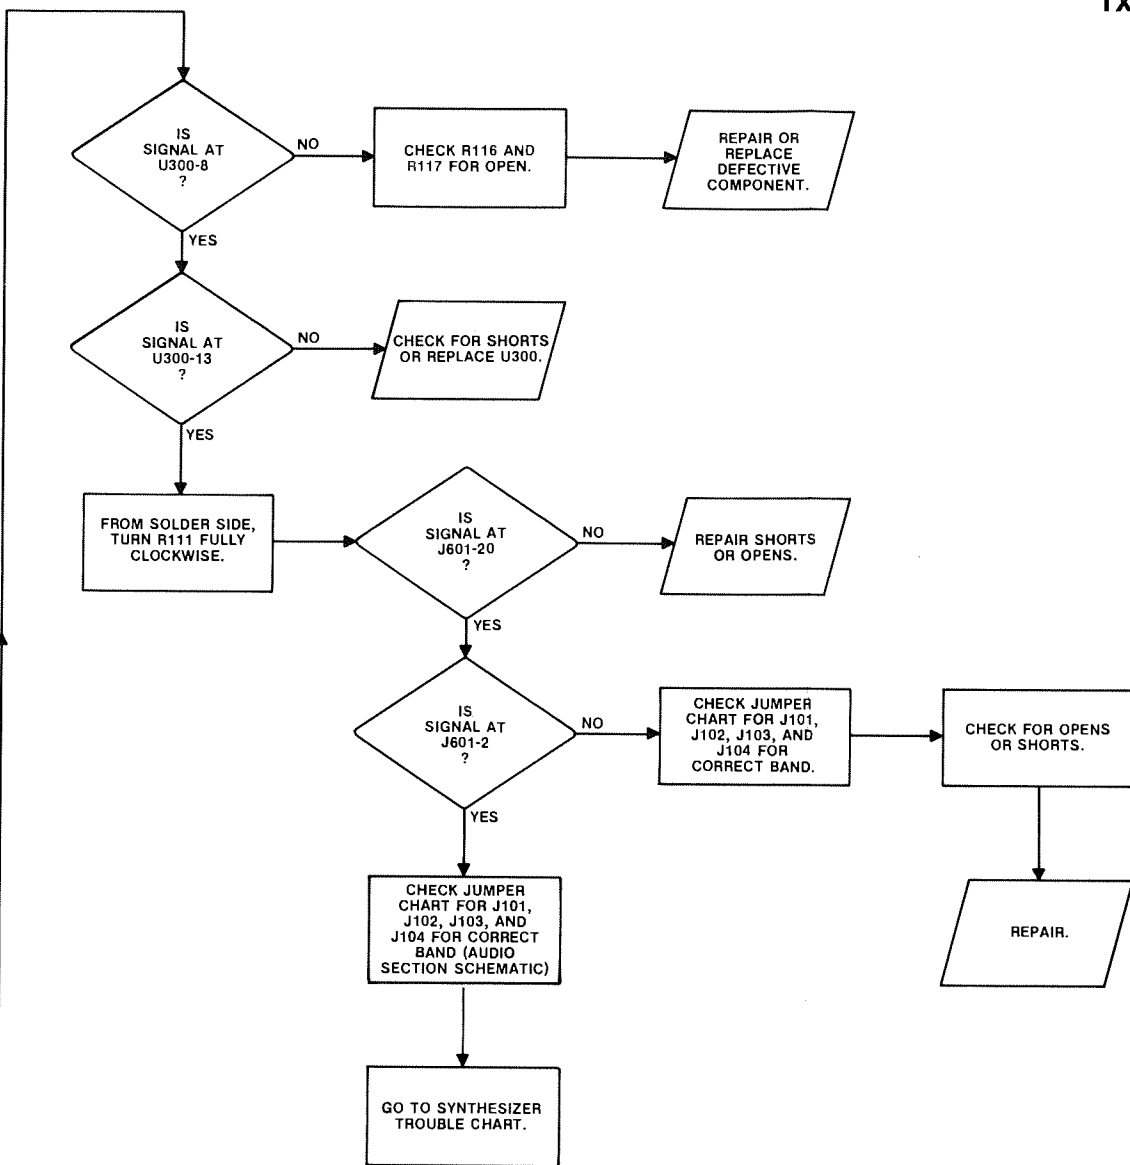 TX
IS
SIGNAL AT
U300-8
?
NO
CHECK R116 AND
R117 FOR OPEN.
REPAIR OR
REPLACE
DEFECTIVE
COMPONENT.
YES
IS
SIGNAL AT
U300-13
?
NO
CHECK FOR SHORTS
OR REPLACE U300.
YES
FROM SOLDER SIDE,
TURN R111 FULLY
CLOCKWISE.
IS
SIGNAL AT
J601-20
?
NO
REPAIR SHORTS
OR OPENS.
YES
IS
SIGNAL AT
J601-2
?
NO
CHECK JUMPER
CHART FOR J101,
J102, J103, AND
J104 FOR
CORRECT BAND.
CHECK FOR OPENS
OR SHORTS.
REPAIR.
YES
CHECK JUMPER
CHART FOR J101,
J102, J103, AND
J104 FOR CORRECT
BAND (AUDIO
SECTION SCHEMATIC)
GO TO SYNTHESIZER
TROUBLE CHART.